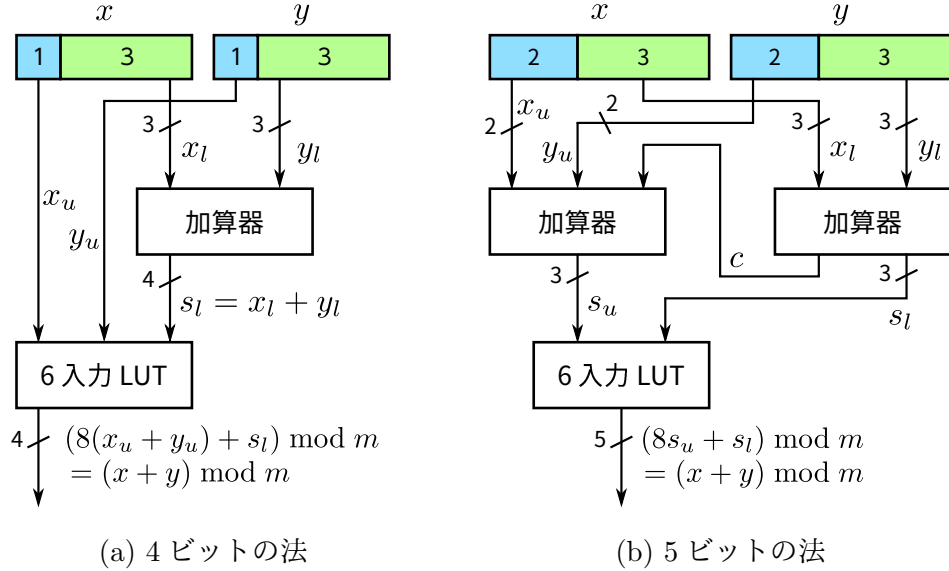 x
y
1
3
1
3
3
x_l
3
y_l
x_u
y_u
加算器
4
s_l = x_l + y_l
6 入力 LUT
4
(8(x_u + y_u) + s_l) mod m
= (x + y) mod m
(a) 4 ビットの法
x
y
2
3
2
3
2
x_u
2
y_u
3
x_l
3
y_l
加算器
加算器
c
3
s_u
3
s_l
6 入力 LUT
5
(8s_u + s_l) mod m
= (x + y) mod m
(b) 5 ビットの法